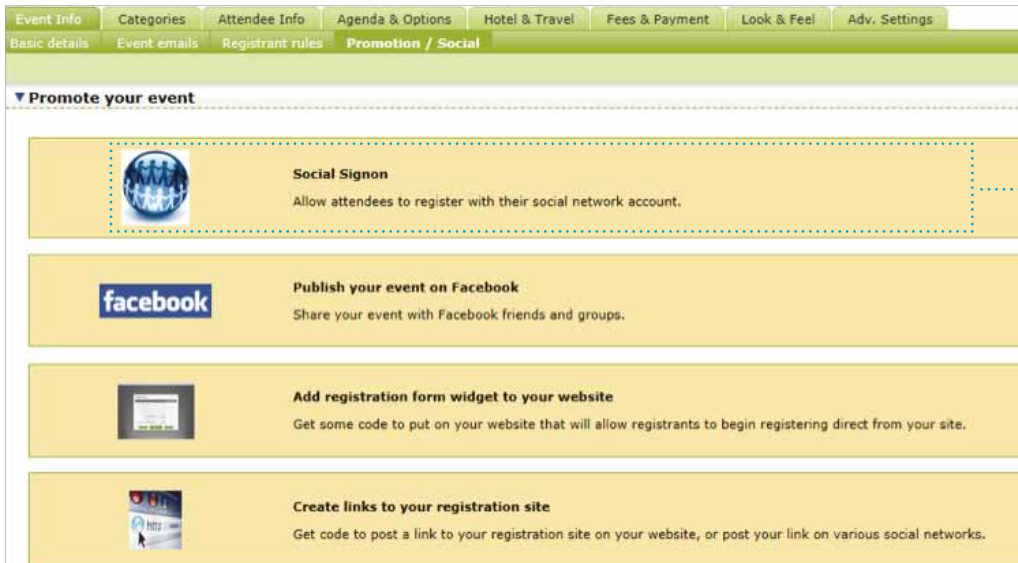 Event Info Categories Attendee Info Agenda & Options Hotel & Travel Fees & Payment Look & Feel Adv. Settings
Basic details Event emails Registrant rules Promotion / Social
Promote your event
Social Signon
Allow attendees to register with their social network account.
facebook
Publish your event on Facebook
Share your event with Facebook friends and groups.
Add registration form widget to your website
Get some code to put on your website that will allow registrants to begin registering direct from your site.
http
Create links to your registration site
Get code to post a link to your registration site on your website, or post your link on various social networks.